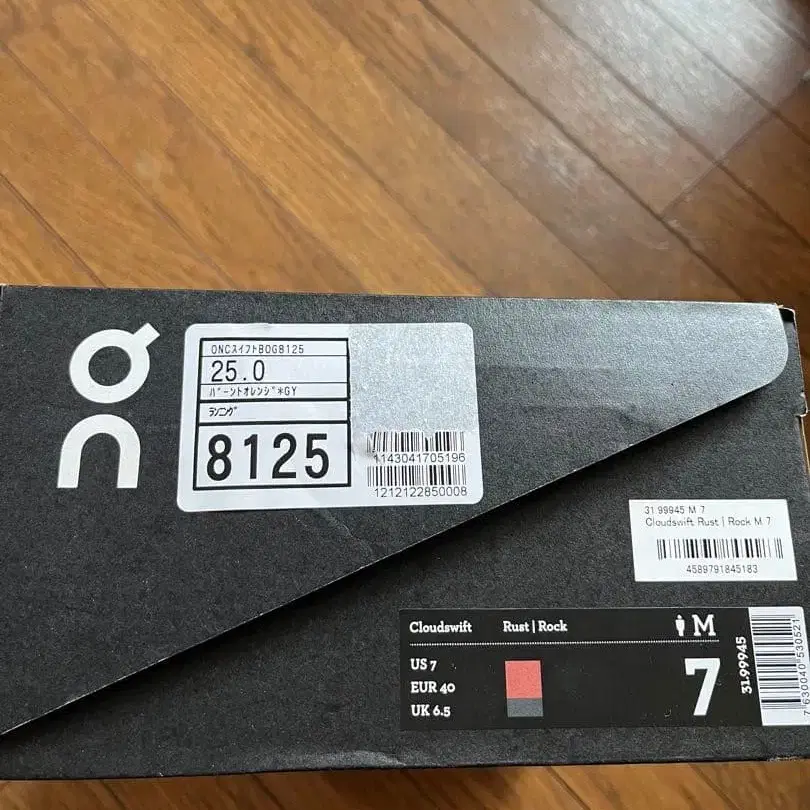 ONCスイフトBOG8125
25.0
バーントオレンジ*GY
ランニング
8125
1143041705196
1212122850008
31.99945 M 7
Cloudswift Rust | Rock M 7
4589791845183
Cloudswift Rust | Rock M
US 7
EUR 40
UK 6.5
7
31.99945
7630040530521